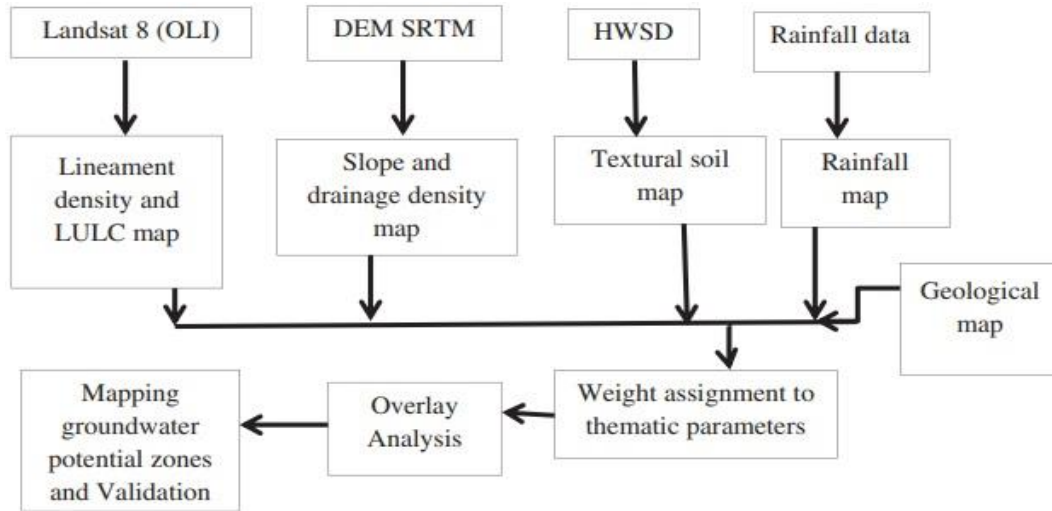 Landsat 8 (OLI)
DEM SRTM
HWSD
Rainfall data
Lineament
density and
LULC map
Slope and
drainage density
map
Textural soil
map
Rainfall
map
Geological
map
Weight assignment to
thematic parameters
Overlay
Analysis
Mapping
groundwater
potential zones
and Validation